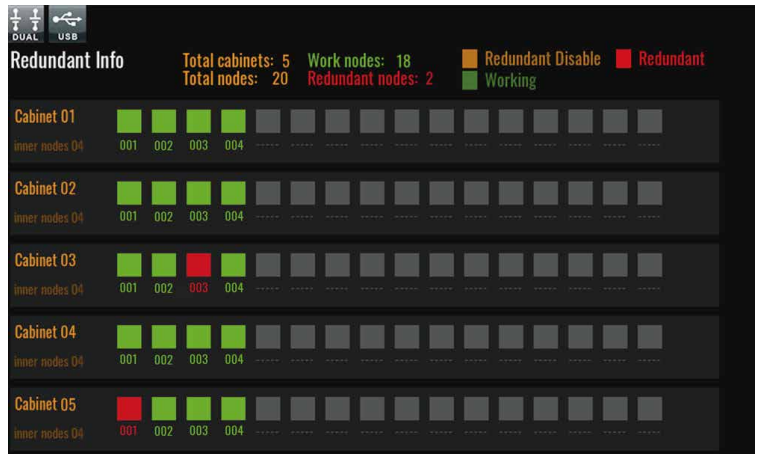 DUAL USB
Redundant Info
Total cabinets: 5 Work nodes: 18 Redundant Disable Redundant
Total nodes: 20 Redundant nodes: 2 Working
Cabinet 01
inner nodes 04 001 002 003 004 ----- ----- ----- ----- ----- ----- ----- ----- ----- ----- ----- -----
Cabinet 02
inner nodes 04 001 002 003 004 ----- ----- ----- ----- ----- ----- ----- ----- ----- ----- ----- -----
Cabinet 03
inner nodes 04 001 002 003 004 ----- ----- ----- ----- ----- ----- ----- ----- ----- ----- ----- -----
Cabinet 04
inner nodes 04 001 002 003 004 ----- ----- ----- ----- ----- ----- ----- ----- ----- ----- ----- -----
Cabinet 05
inner nodes 04 001 002 003 004 ----- ----- ----- ----- ----- ----- ----- ----- ----- ----- ----- -----